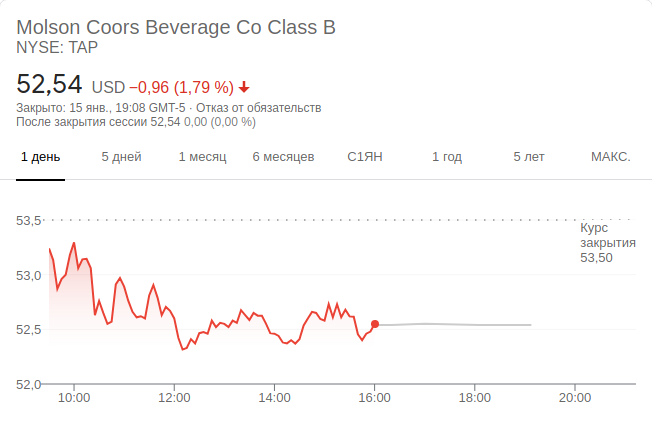 Molson Coors Beverage Co Class B
NYSE: TAP
52,54 USD −0,96 (1,79 %)
Закрыто: 15 янв., 19:08 GMT-5 · Отказ от обязательств
После закрытия сессии 52,54 0,00 (0,00 %)
1 день 5 дней 1 месяц 6 месяцев С1ЯН 1 год 5 лет МАКС.
53,5
Курс
закрытия
53,50
53,0
52,5
52,0
10:00 12:00 14:00 16:00 18:00 20:00